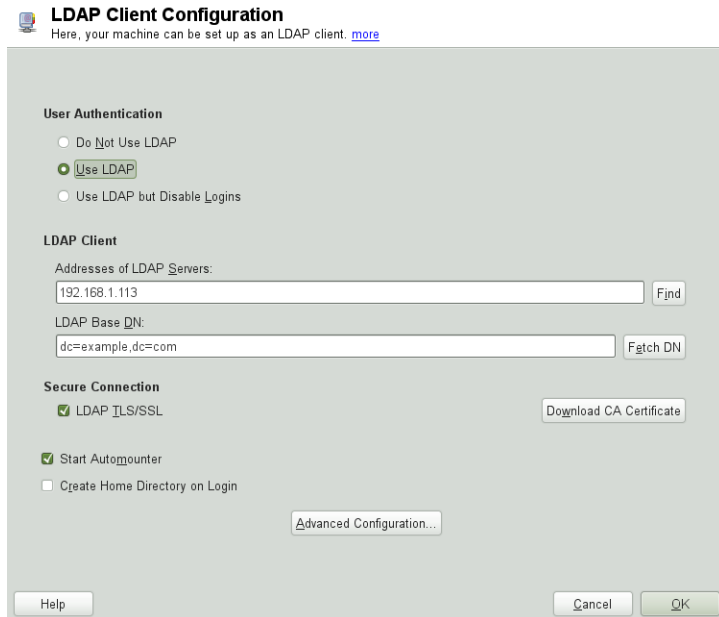 LDAP Client Configuration
Here, your machine can be set up as an LDAP client. more
User Authentication
Do Not Use LDAP
Use LDAP
Use LDAP but Disable Logins
LDAP Client
Addresses of LDAP Servers:
192.168.1.113
Find
LDAP Base DN:
dc=example,dc=com
Fetch DN
Secure Connection
LDAP TLS/SSL
Download CA Certificate
Start Automounter
Create Home Directory on Login
Advanced Configuration...
Help
Cancel
OK